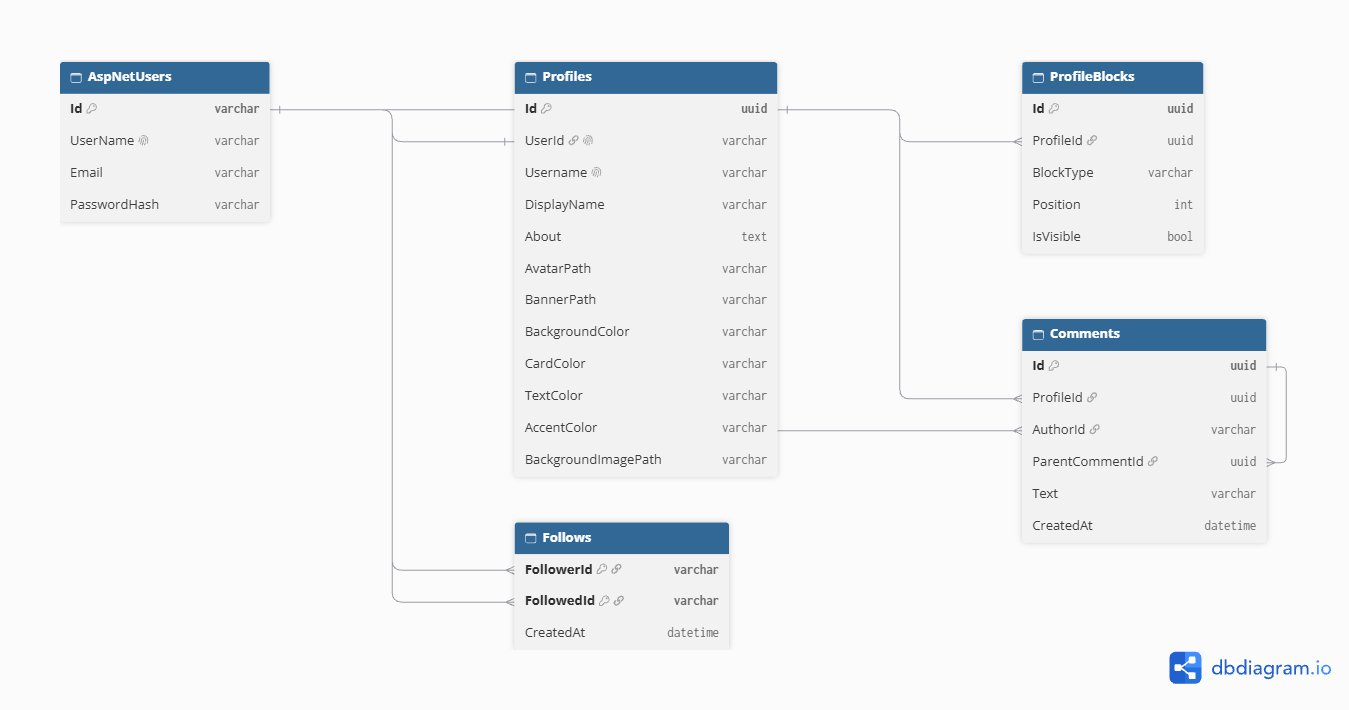 AspNetUsers
Id varchar
UserName varchar
Email varchar
PasswordHash varchar
Profiles
Id uuid
UserId varchar
Username varchar
DisplayName varchar
About text
AvatarPath varchar
BannerPath varchar
BackgroundColor varchar
CardColor varchar
TextColor varchar
AccentColor varchar
BackgroundImagePath varchar
ProfileBlocks
Id uuid
ProfileId uuid
BlockType varchar
Position int
IsVisible bool
Comments
Id uuid
ProfileId uuid
AuthorId varchar
ParentCommentId uuid
Text varchar
CreatedAt datetime
Follows
FollowerId varchar
FollowedId varchar
CreatedAt datetime
dbdiagram.io